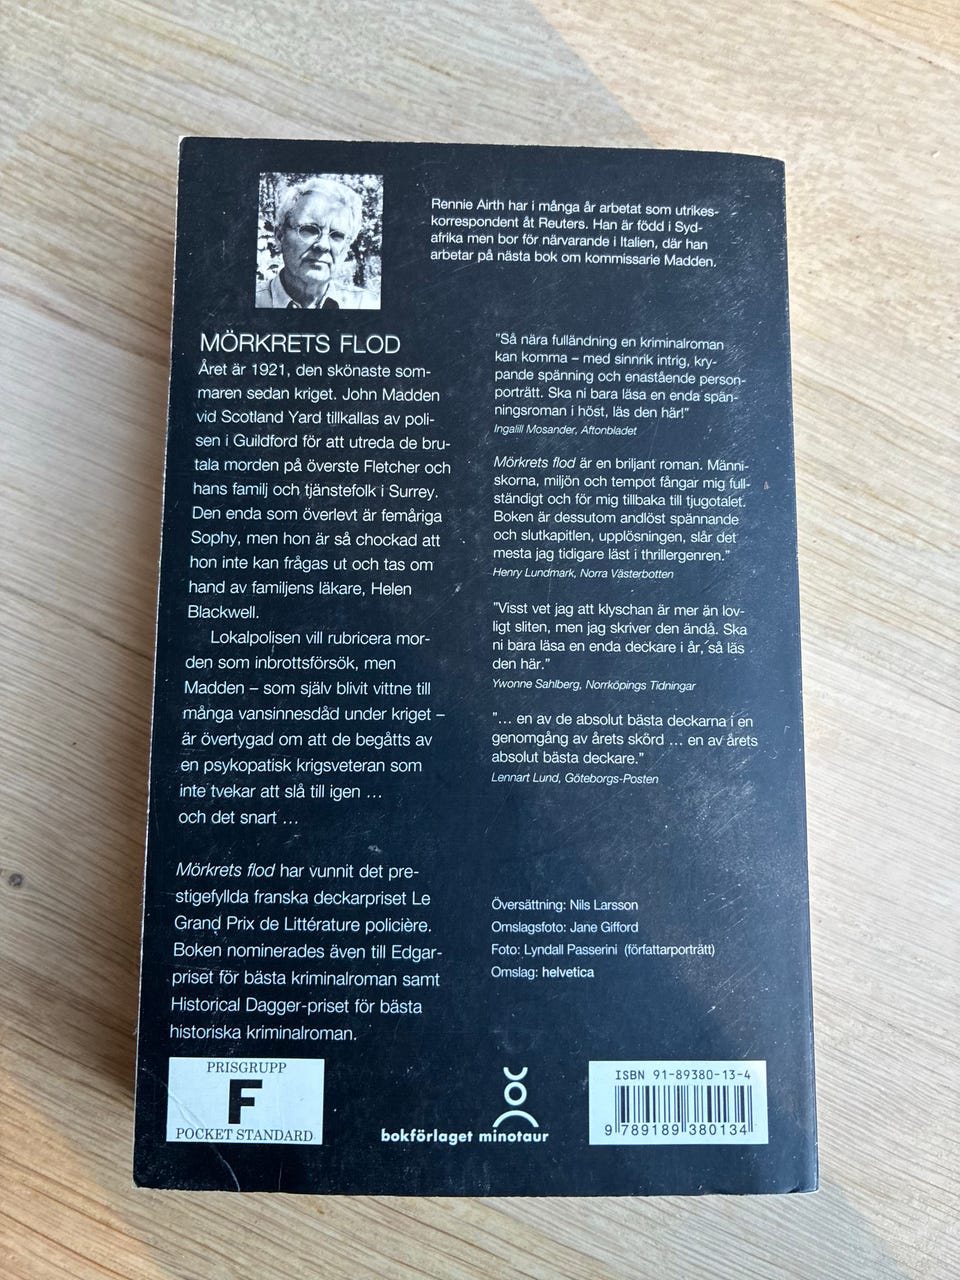 Rennie Airth har i många år arbetat som utrikes-
korrespondent åt Reuters. Han är född i Syd-
afrika men bor för närvarande i Italien, där han
arbetar på nästa bok om kommissarie Madden.
MÖRKRETS FLOD
Året är 1921, den skönaste som-
maren sedan kriget. John Madden
vid Scotland Yard tillkallas av poli-
sen i Guildford för att utreda de bru-
tala morden på överste Fletcher och
hans familj och tjänstefolk i Surrey.
Den enda som överlevt är femåriga
Sophy, men hon är så chockad att
hon inte kan frågas ut och tas om
hand av familjens läkare, Helen
Blackwell.
Lokalpolisen vill rubricera mor-
den som inbrottsförsök, men
Madden – som själv blivit vittne till
många vansinnesdåd under kriget –
är övertygad om att de begåtts av
en psykopatisk krigsveteran som
inte tvekar att slå till igen ...
och det snart ...
Mörkrets flod har vunnit det pre-
stigefyllda franska deckarpriset Le
Grand Prix de Littérature policière.
Boken nominerades även till Edgar-
priset för bästa kriminalroman samt
Historical Dagger-priset för bästa
historiska kriminalroman.
"Så nära fulländning en kriminalroman
kan komma – med sinnrik intrig, kry-
pande spänning och enastående person-
porträtt. Ska ni bara läsa en enda spän-
ningsroman i höst, läs den här!"
Ingalill Mosander, Aftonbladet
Mörkrets flod är en briljant roman. Männi-
skorna, miljön och tempot fångar mig full-
ständigt och för mig tillbaka till tjugotalet.
Boken är dessutom andlöst spännande
och slutkapitlen, upplösningen, slår det
mesta jag tidigare läst i thrillergenren."
Henry Lundmark, Norra Västerbotten
"Visst vet jag att klyschan är mer än lov-
ligt sliten, men jag skriver den ändå. Ska
ni bara läsa en enda deckare i år, så läs
den här."
Ywonne Sahlberg, Norrköpings Tidningar
"... en av de absolut bästa deckarna i en
genomgång av årets skörd ... en av årets
absolut bästa deckare."
Lennart Lund, Göteborgs-Posten
Översättning: Nils Larsson
Omslagsfoto: Jane Gifford
Foto: Lyndall Passerini (författarporträtt)
Omslag: helvetica
PRISGRUPP
F
POCKET STANDARD
bokförlaget minotaur
ISBN 91-89380-13-4
9 789189 380134